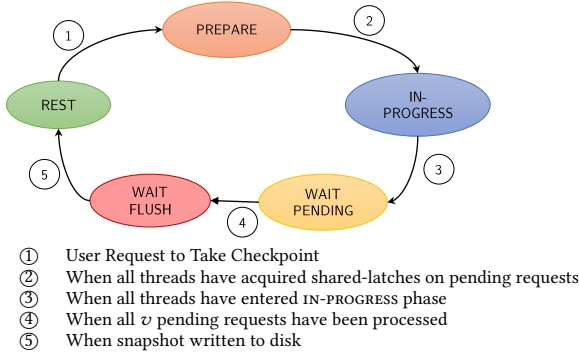 PREPARE
1
2
REST
IN-
PROGRESS
5
3
WAIT
FLUSH
WAIT
PENDING
4
① User Request to Take Checkpoint
② When all threads have acquired shared-latches on pending requests
③ When all threads have entered IN-PROGRESS phase
④ When all v pending requests have been processed
⑤ When snapshot written to disk